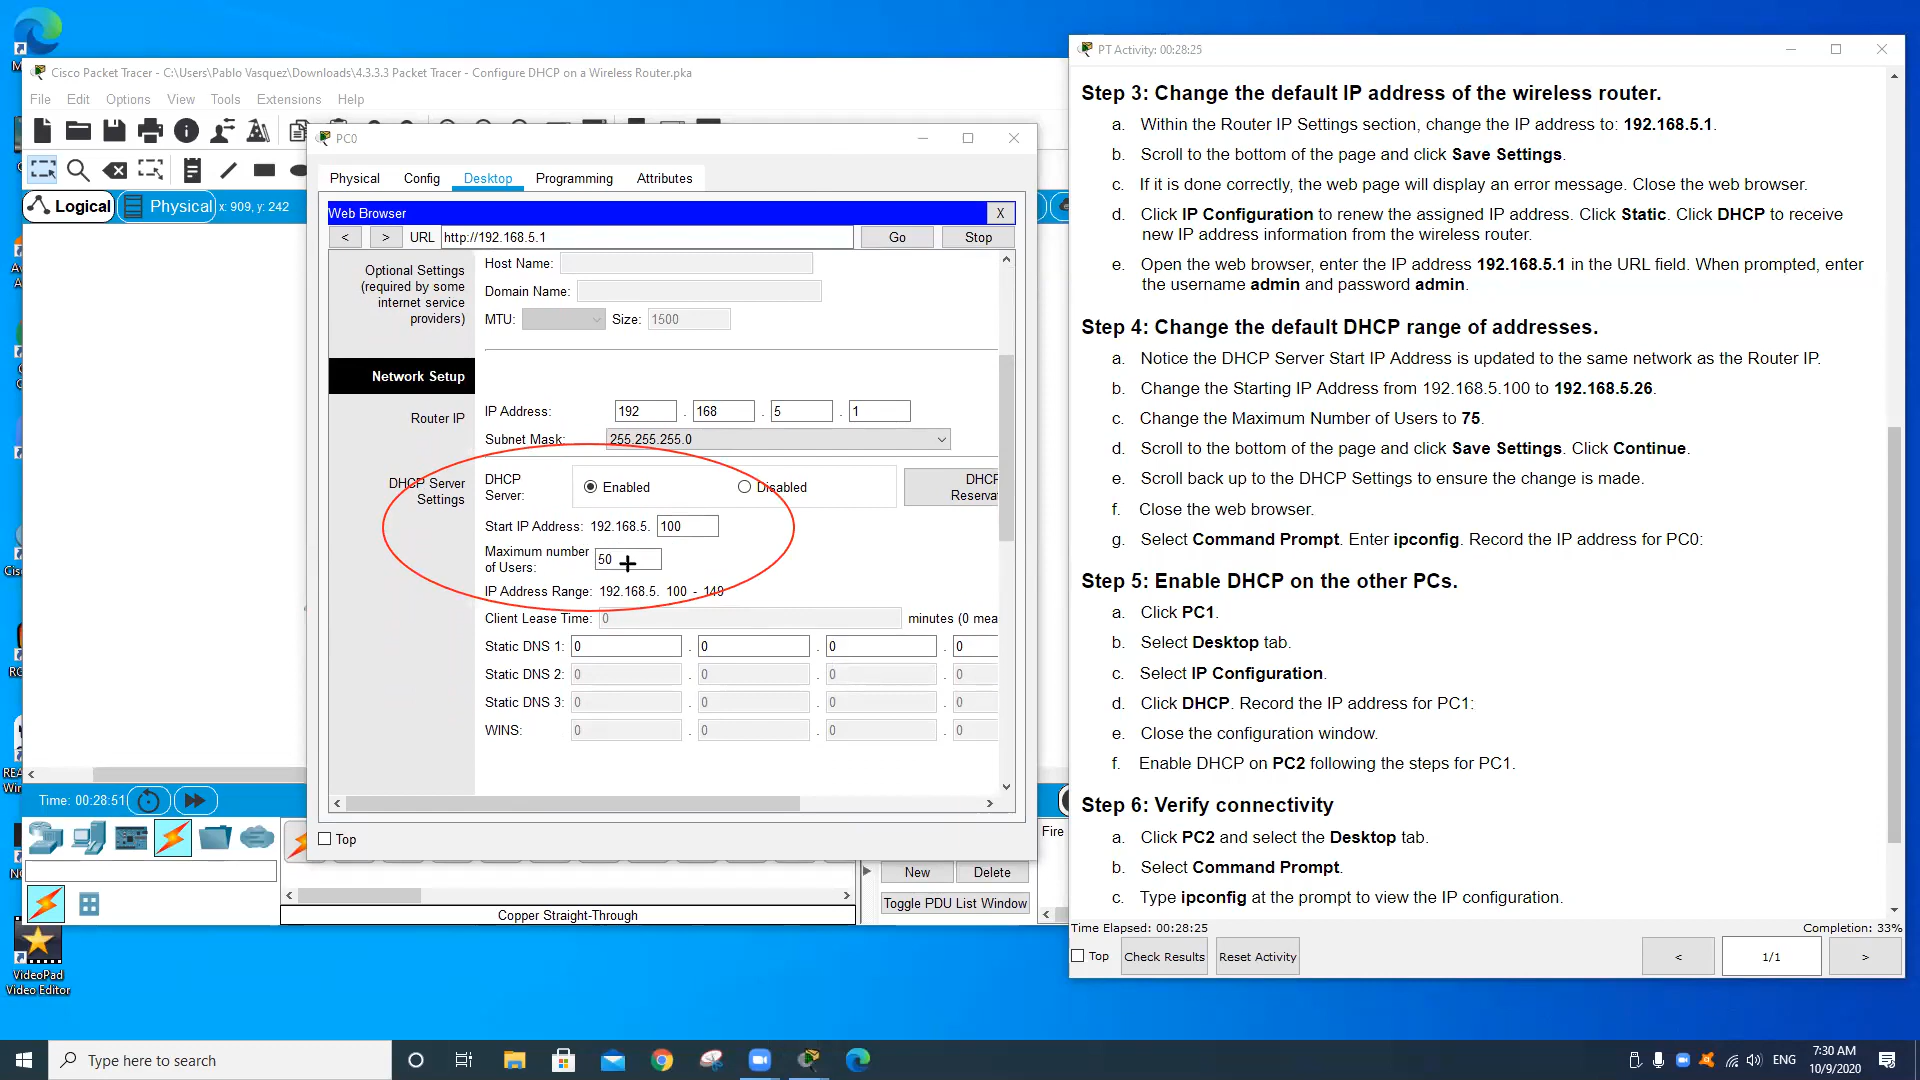 Cisco Packet Tracer - C:\Users\Pablo Vasquez\Downloads\4.3.3.3 Packet Tracer - Configure DHCP on a Wireless Router.pka
File Edit Options View Tools Extensions Help
Logical Physical x: 909, y: 242
PC0
Physical Config Desktop Programming Attributes
Web Browser X
< > URL http://192.168.5.1 Go Stop
Optional Settings
(required by some
internet service
providers)
Host Name:
Domain Name:
MTU: Size: 1500
Network Setup
Router IP
IP Address: 192 . 168 . 5 . 1
Subnet Mask: 255.255.255.0
DHCP Server
Settings
DHCP
Server: Enabled Disabled
DHCP
Reserva
Start IP Address: 192.168.5. 100
Maximum number
of Users: 50
IP Address Range: 192.168.5. 100 - 149
Client Lease Time: 0 minutes (0 mea
Static DNS 1: 0 . 0 . 0 . 0
Static DNS 2: 0 . 0 . 0 . 0
Static DNS 3: 0 . 0 . 0 . 0
WINS: 0 . 0 . 0 . 0
Top
Time: 00:28:51
Fire
New Delete
Toggle PDU List Window
Copper Straight-Through
PT Activity: 00:28:25
Step 3: Change the default IP address of the wireless router.
a. Within the Router IP Settings section, change the IP address to: 192.168.5.1.
b. Scroll to the bottom of the page and click Save Settings.
c. If it is done correctly, the web page will display an error message. Close the web browser.
d. Click IP Configuration to renew the assigned IP address. Click Static. Click DHCP to receive
new IP address information from the wireless router.
e. Open the web browser, enter the IP address 192.168.5.1 in the URL field. When prompted, enter
the username admin and password admin.
Step 4: Change the default DHCP range of addresses.
a. Notice the DHCP Server Start IP Address is updated to the same network as the Router IP.
b. Change the Starting IP Address from 192.168.5.100 to 192.168.5.26.
c. Change the Maximum Number of Users to 75.
d. Scroll to the bottom of the page and click Save Settings. Click Continue.
e. Scroll back up to the DHCP Settings to ensure the change is made.
f. Close the web browser.
g. Select Command Prompt. Enter ipconfig. Record the IP address for PC0:
Step 5: Enable DHCP on the other PCs.
a. Click PC1.
b. Select Desktop tab.
c. Select IP Configuration.
d. Click DHCP. Record the IP address for PC1:
e. Close the configuration window.
f. Enable DHCP on PC2 following the steps for PC1.
Step 6: Verify connectivity
a. Click PC2 and select the Desktop tab.
b. Select Command Prompt.
c. Type ipconfig at the prompt to view the IP configuration.
Time Elapsed: 00:28:25 Completion: 33%
Top Check Results Reset Activity < 1/1 >
VideoPad
Video Editor
Type here to search
ENG
7:30 AM
10/9/2020